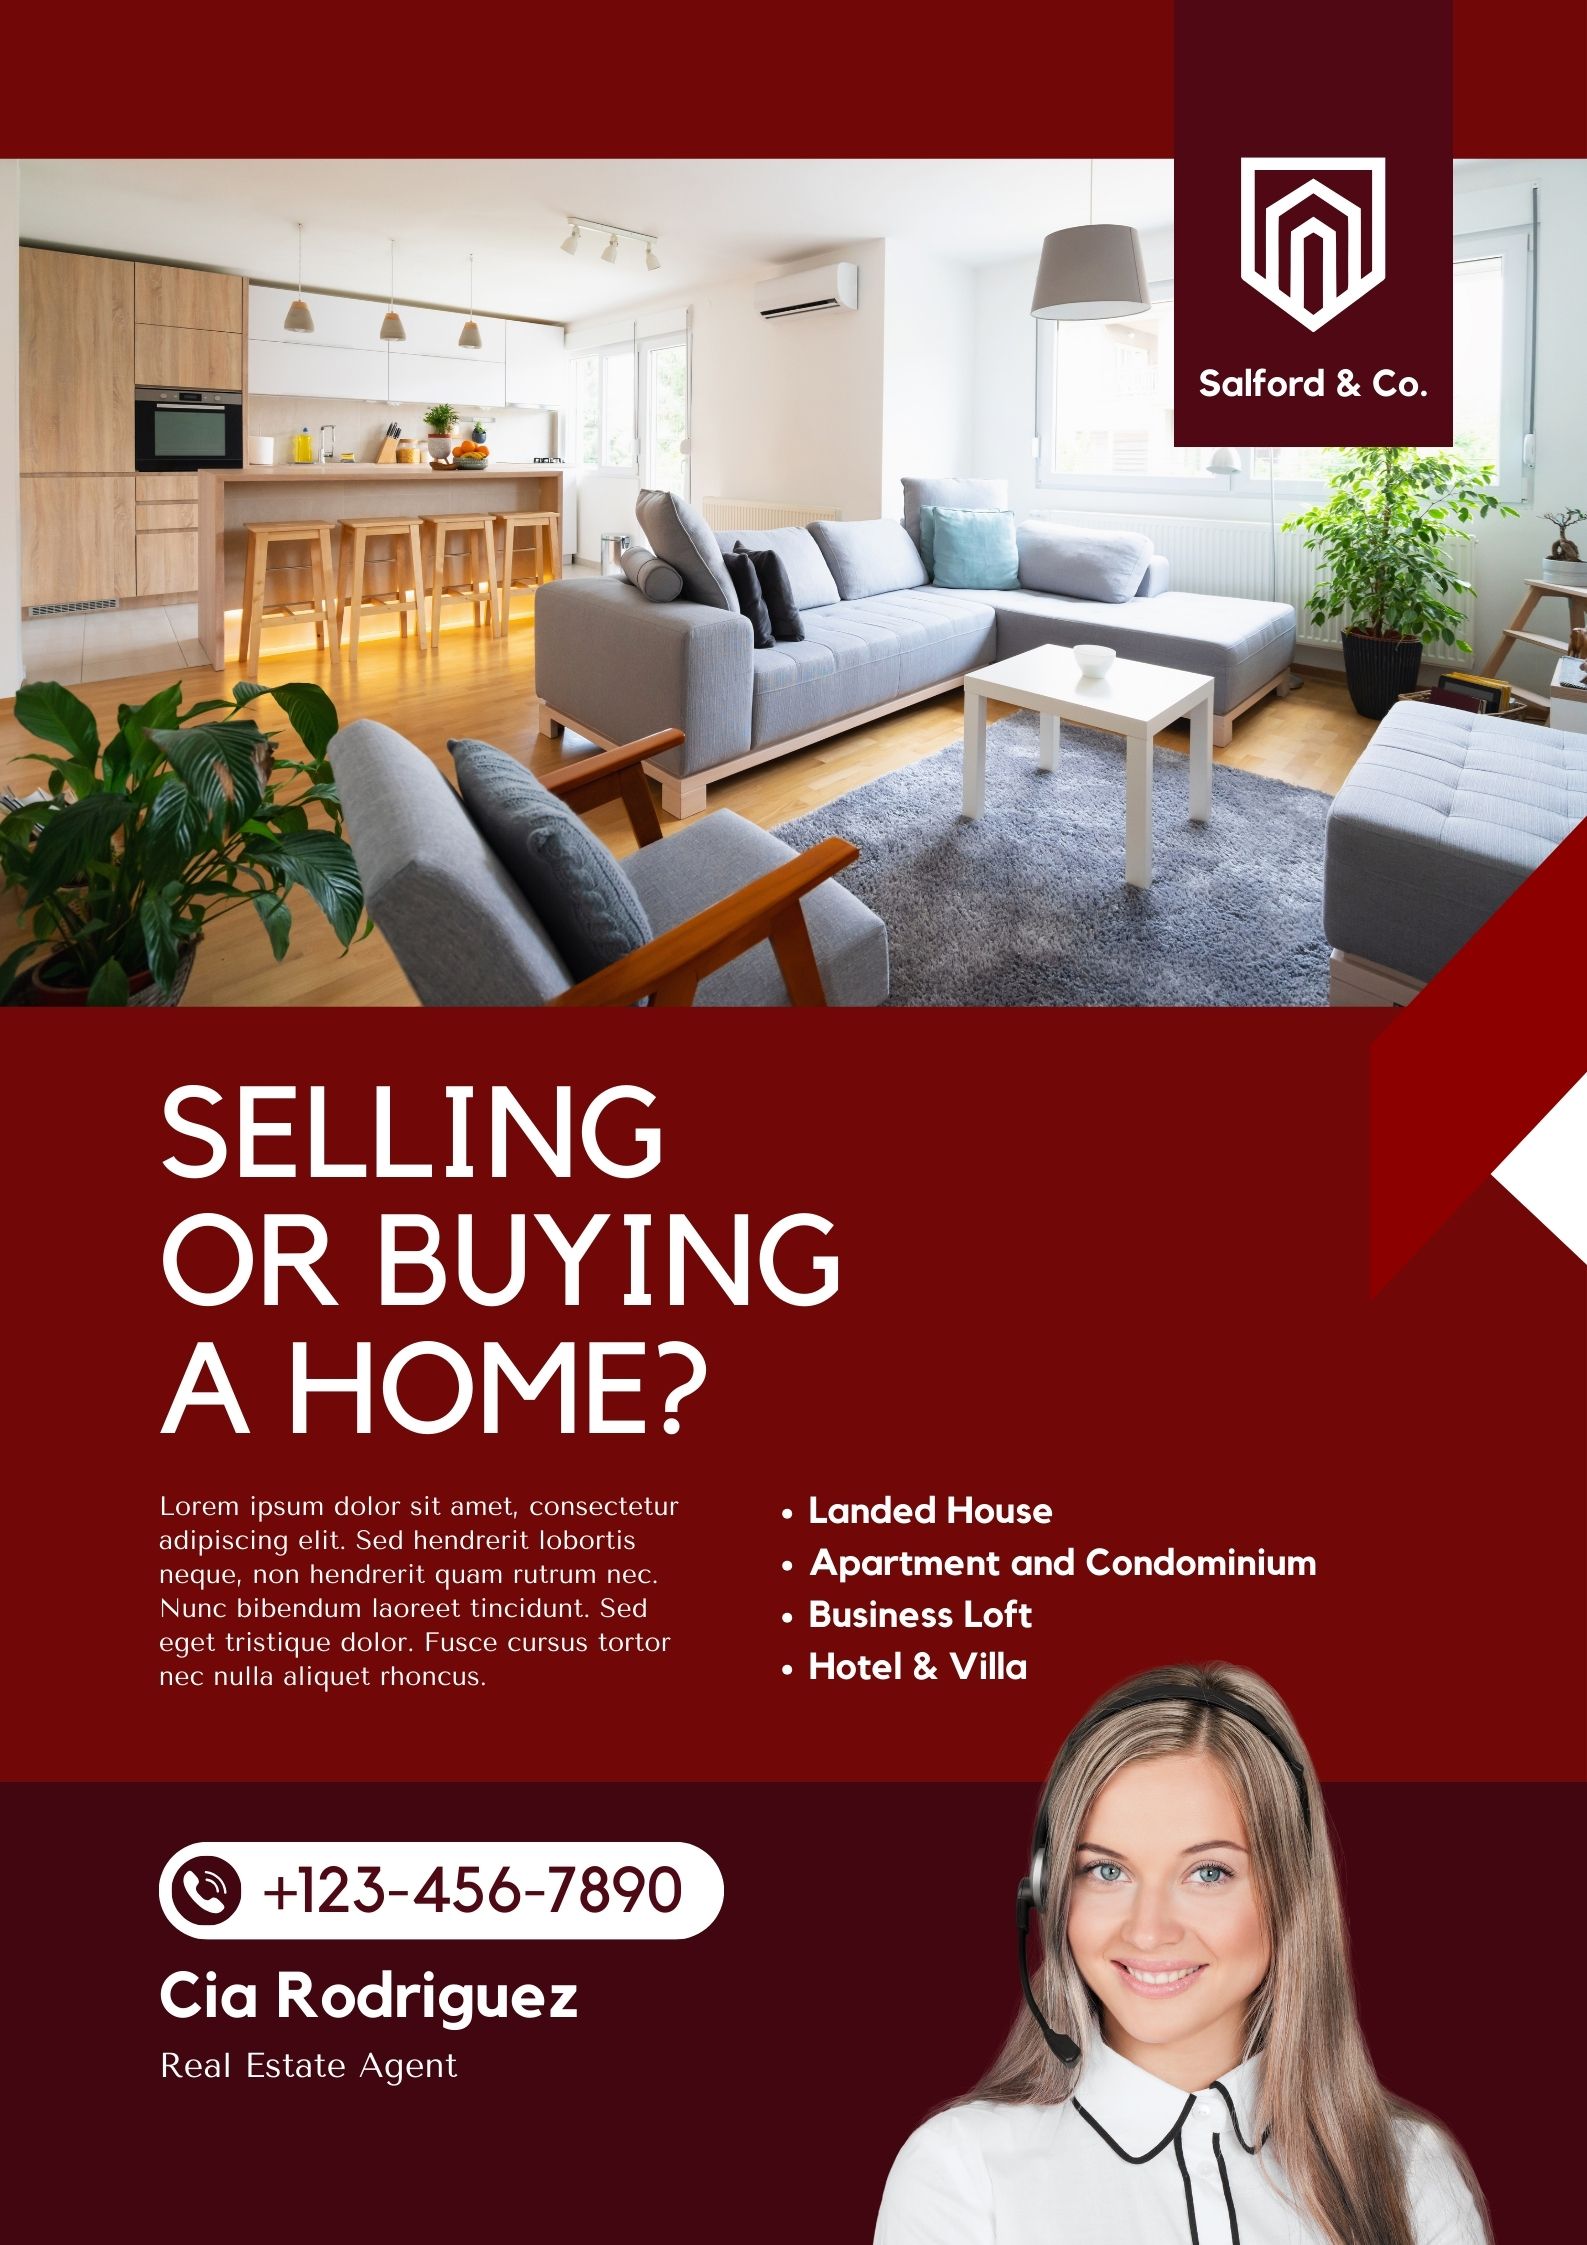 Salford & Co.
SELLING
OR BUYING
A HOME?
Lorem ipsum dolor sit amet, consectetur
adipiscing elit. Sed hendrerit lobortis
neque, non hendrerit quam rutrum nec.
Nunc bibendum laoreet tincidunt. Sed
eget tristique dolor. Fusce cursus tortor
nec nulla aliquet rhoncus.
• Landed House
• Apartment and Condominium
• Business Loft
• Hotel & Villa
+123-456-7890
Cia Rodriguez
Real Estate Agent